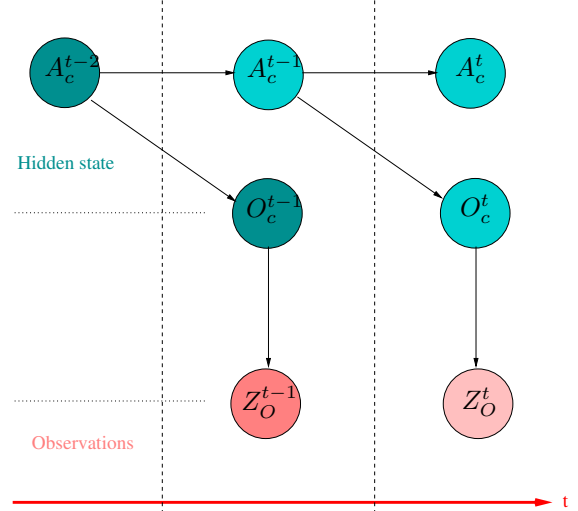 A_c^{t-2} A_c^{t-1} A_c^t
Hidden state
O_c^{t-1} O_c^t
Z_O^{t-1} Z_O^t
Observations
t